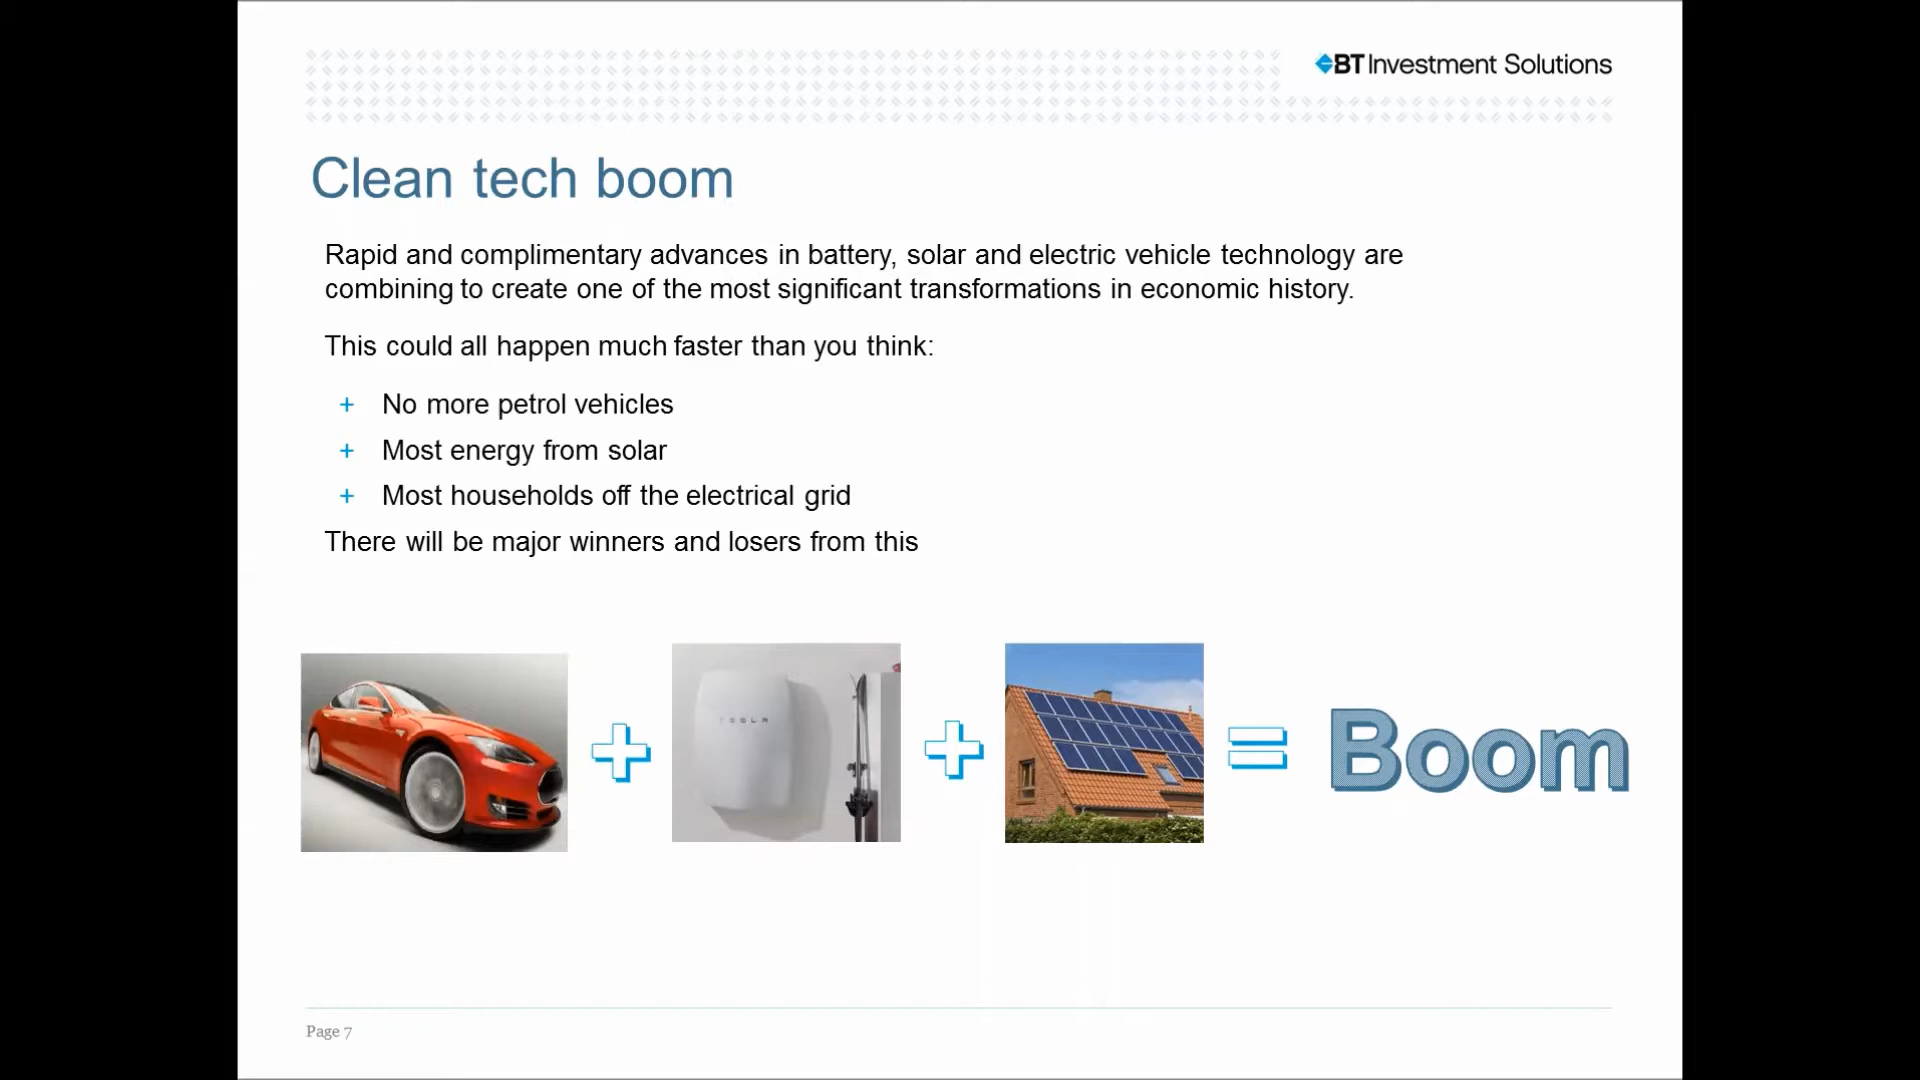 BT Investment Solutions
Clean tech boom
Rapid and complimentary advances in battery, solar and electric vehicle technology are
combining to create one of the most significant transformations in economic history.
This could all happen much faster than you think:
+ No more petrol vehicles
+ Most energy from solar
+ Most households off the electrical grid
There will be major winners and losers from this
TESLA
+ + = Boom
Page 7